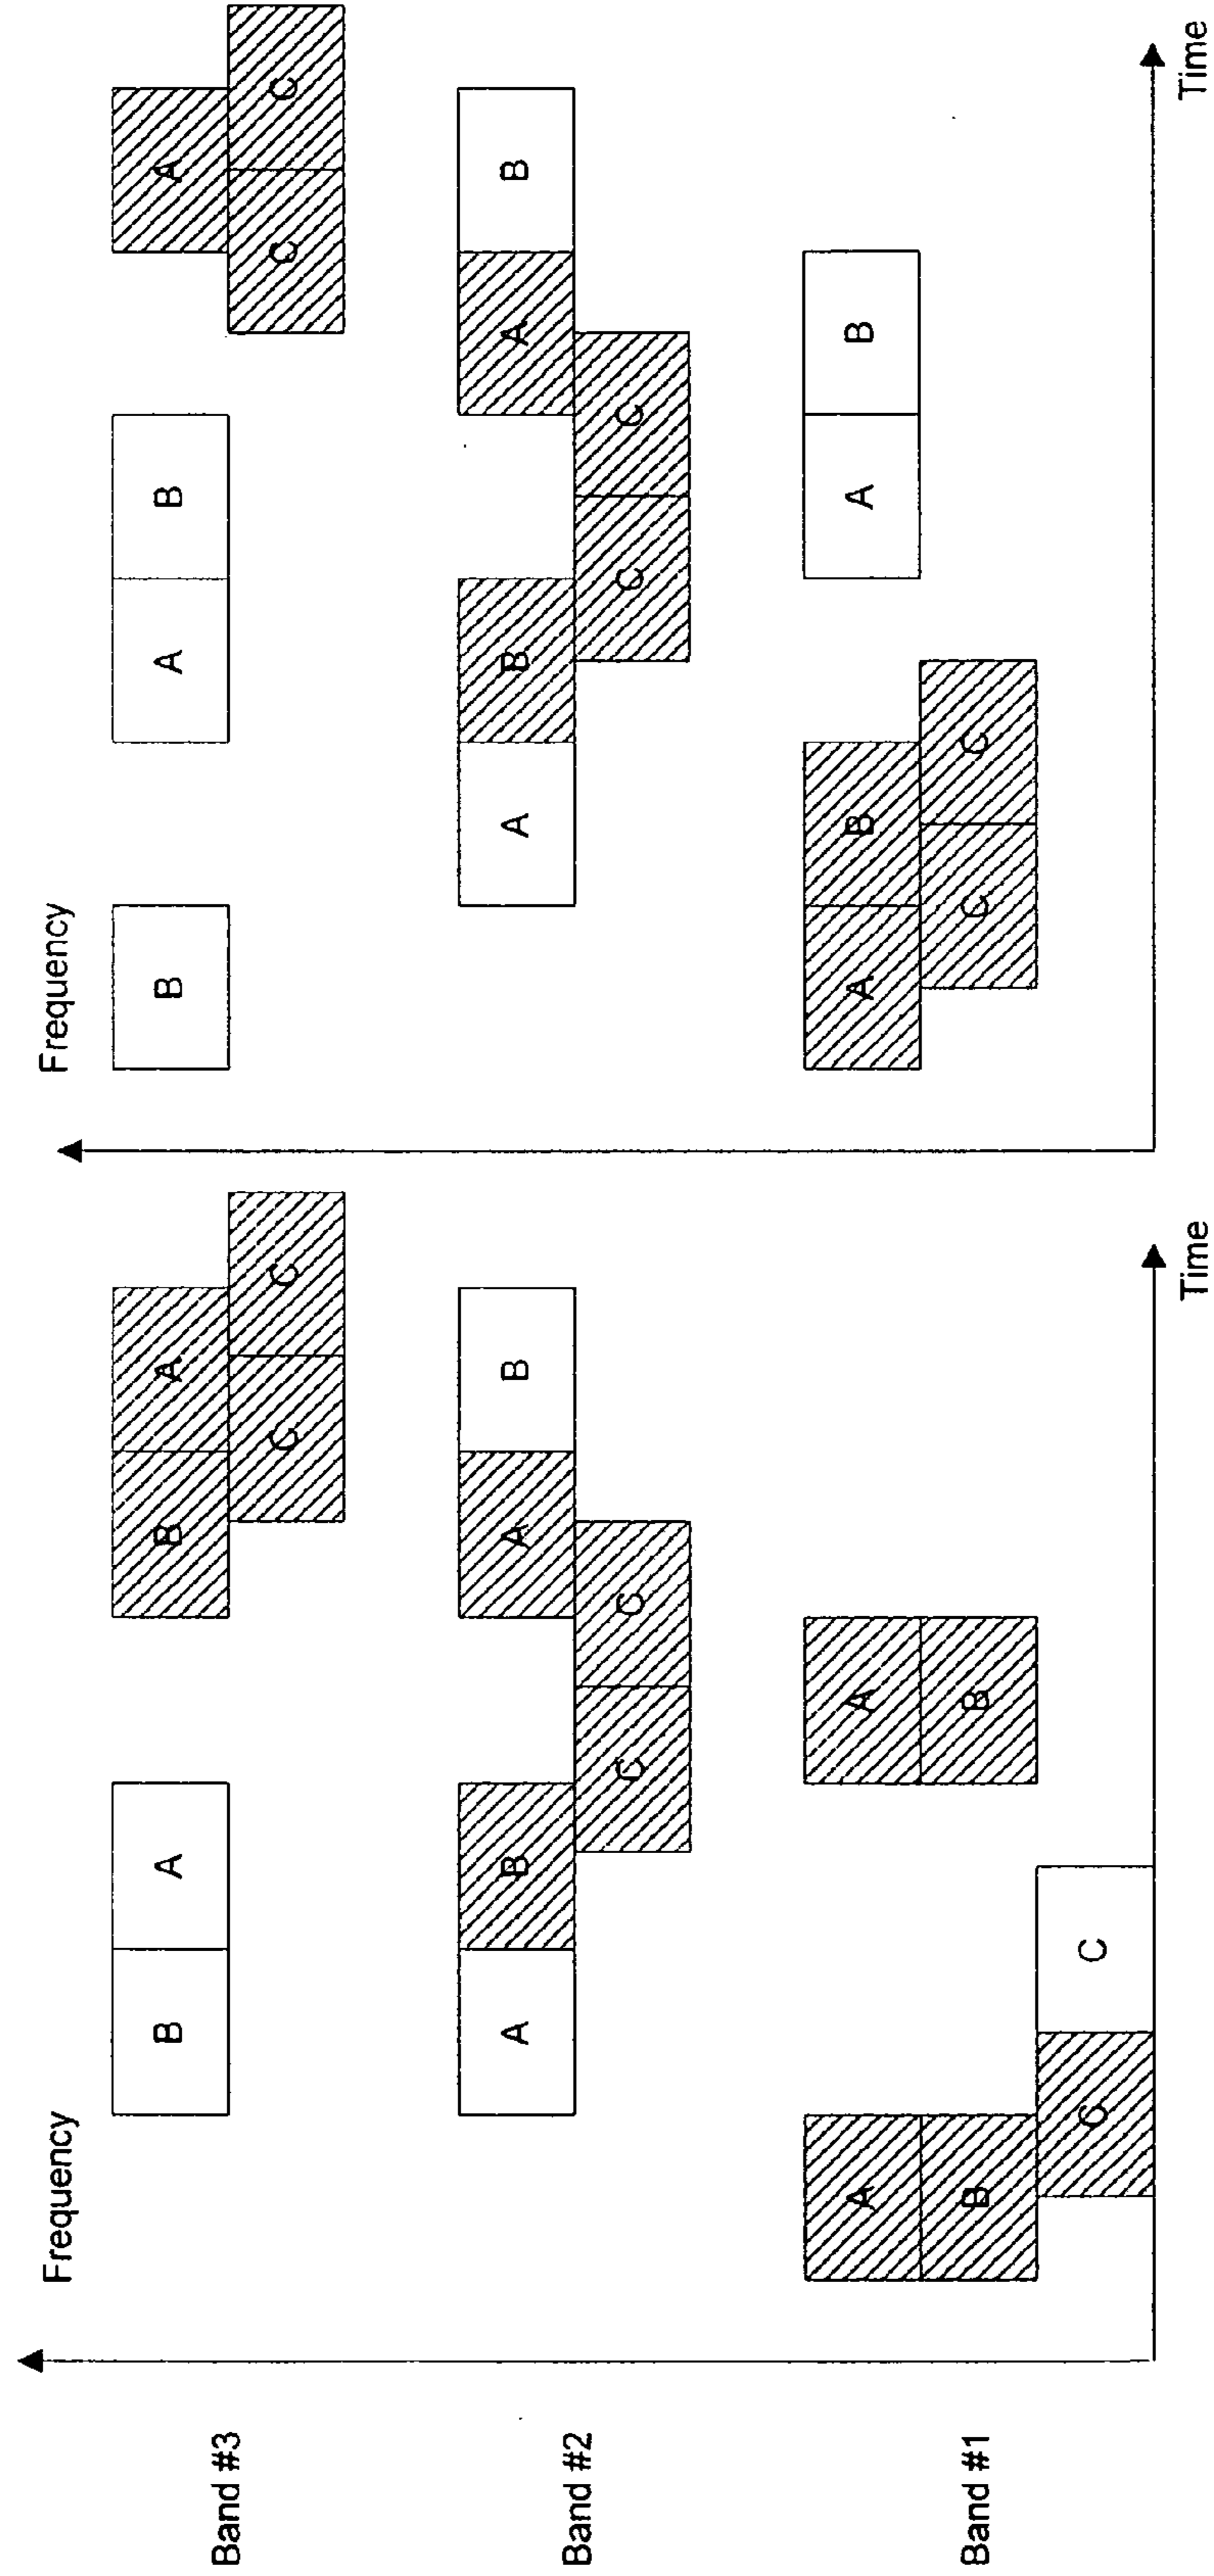 Frequency Frequency
B A B A B A B A
Band #3
C C C C
A B A B A B A B
Band #2
C C C C
A A A B A B
Band #1 B B C C
C C
Time Time